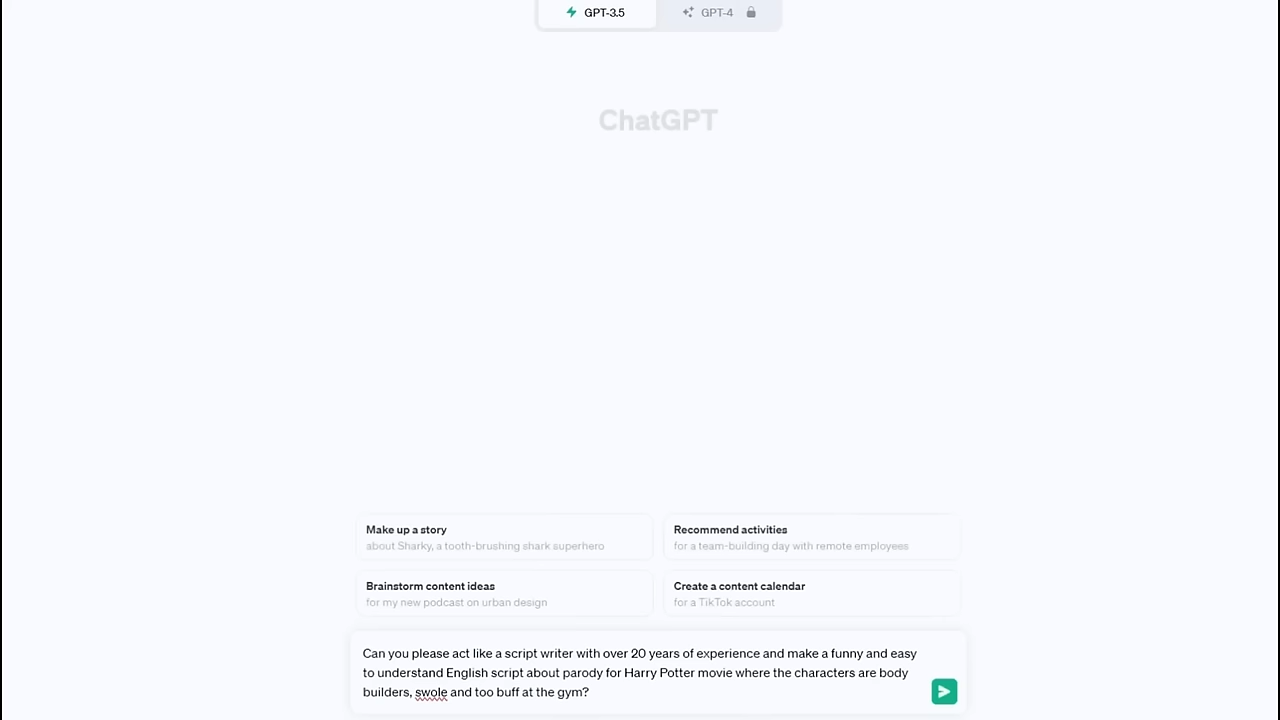 GPT-3.5
GPT-4
ChatGPT
Make up a story
about Sharky, a tooth-brushing shark superhero
Recommend activities
for a team-building day with remote employees
Brainstorm content ideas
for my new podcast on urban design
Create a content calendar
for a TikTok account
Can you please act like a script writer with over 20 years of experience and make a funny and easy
to understand English script about parody for Harry Potter movie where the characters are body
builders, swole and too buff at the gym?